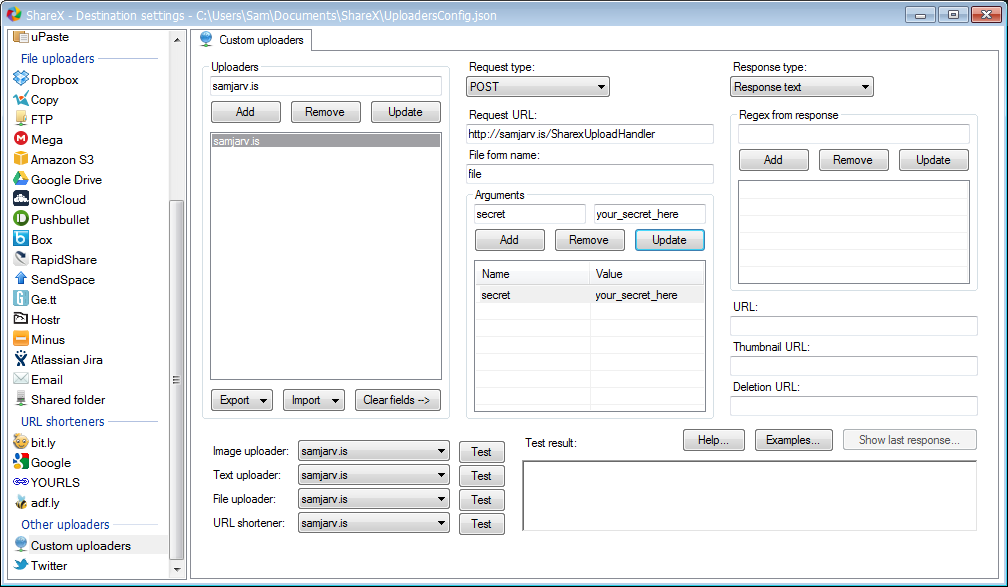 ShareX - Destination settings - C:\Users\Sam\Documents\ShareX\UploadersConfig.json
uPaste
File uploaders
Dropbox
Copy
FTP
Mega
Amazon S3
Google Drive
ownCloud
Pushbullet
Box
RapidShare
SendSpace
Ge.tt
Hostr
Minus
Atlassian Jira
Email
Shared folder
URL shorteners
bit.ly
Google
YOURLS
adf.ly
Other uploaders
Custom uploaders
Twitter
Custom uploaders
Uploaders
samjarv.is
Add Remove Update
samjarv.is
Export Import Clear fields -->
Request type:
POST
Request URL:
http://samjarv.is/SharexUploadHandler
File form name:
file
Arguments
secret your_secret_here
Add Remove Update
Name Value
secret your_secret_here
Response type:
Response text
Regex from response
Add Remove Update
URL:
Thumbnail URL:
Deletion URL:
Image uploader: samjarv.is Test
Text uploader: samjarv.is Test
File uploader: samjarv.is Test
URL shortener: samjarv.is Test
Test result:
Help... Examples... Show last response...